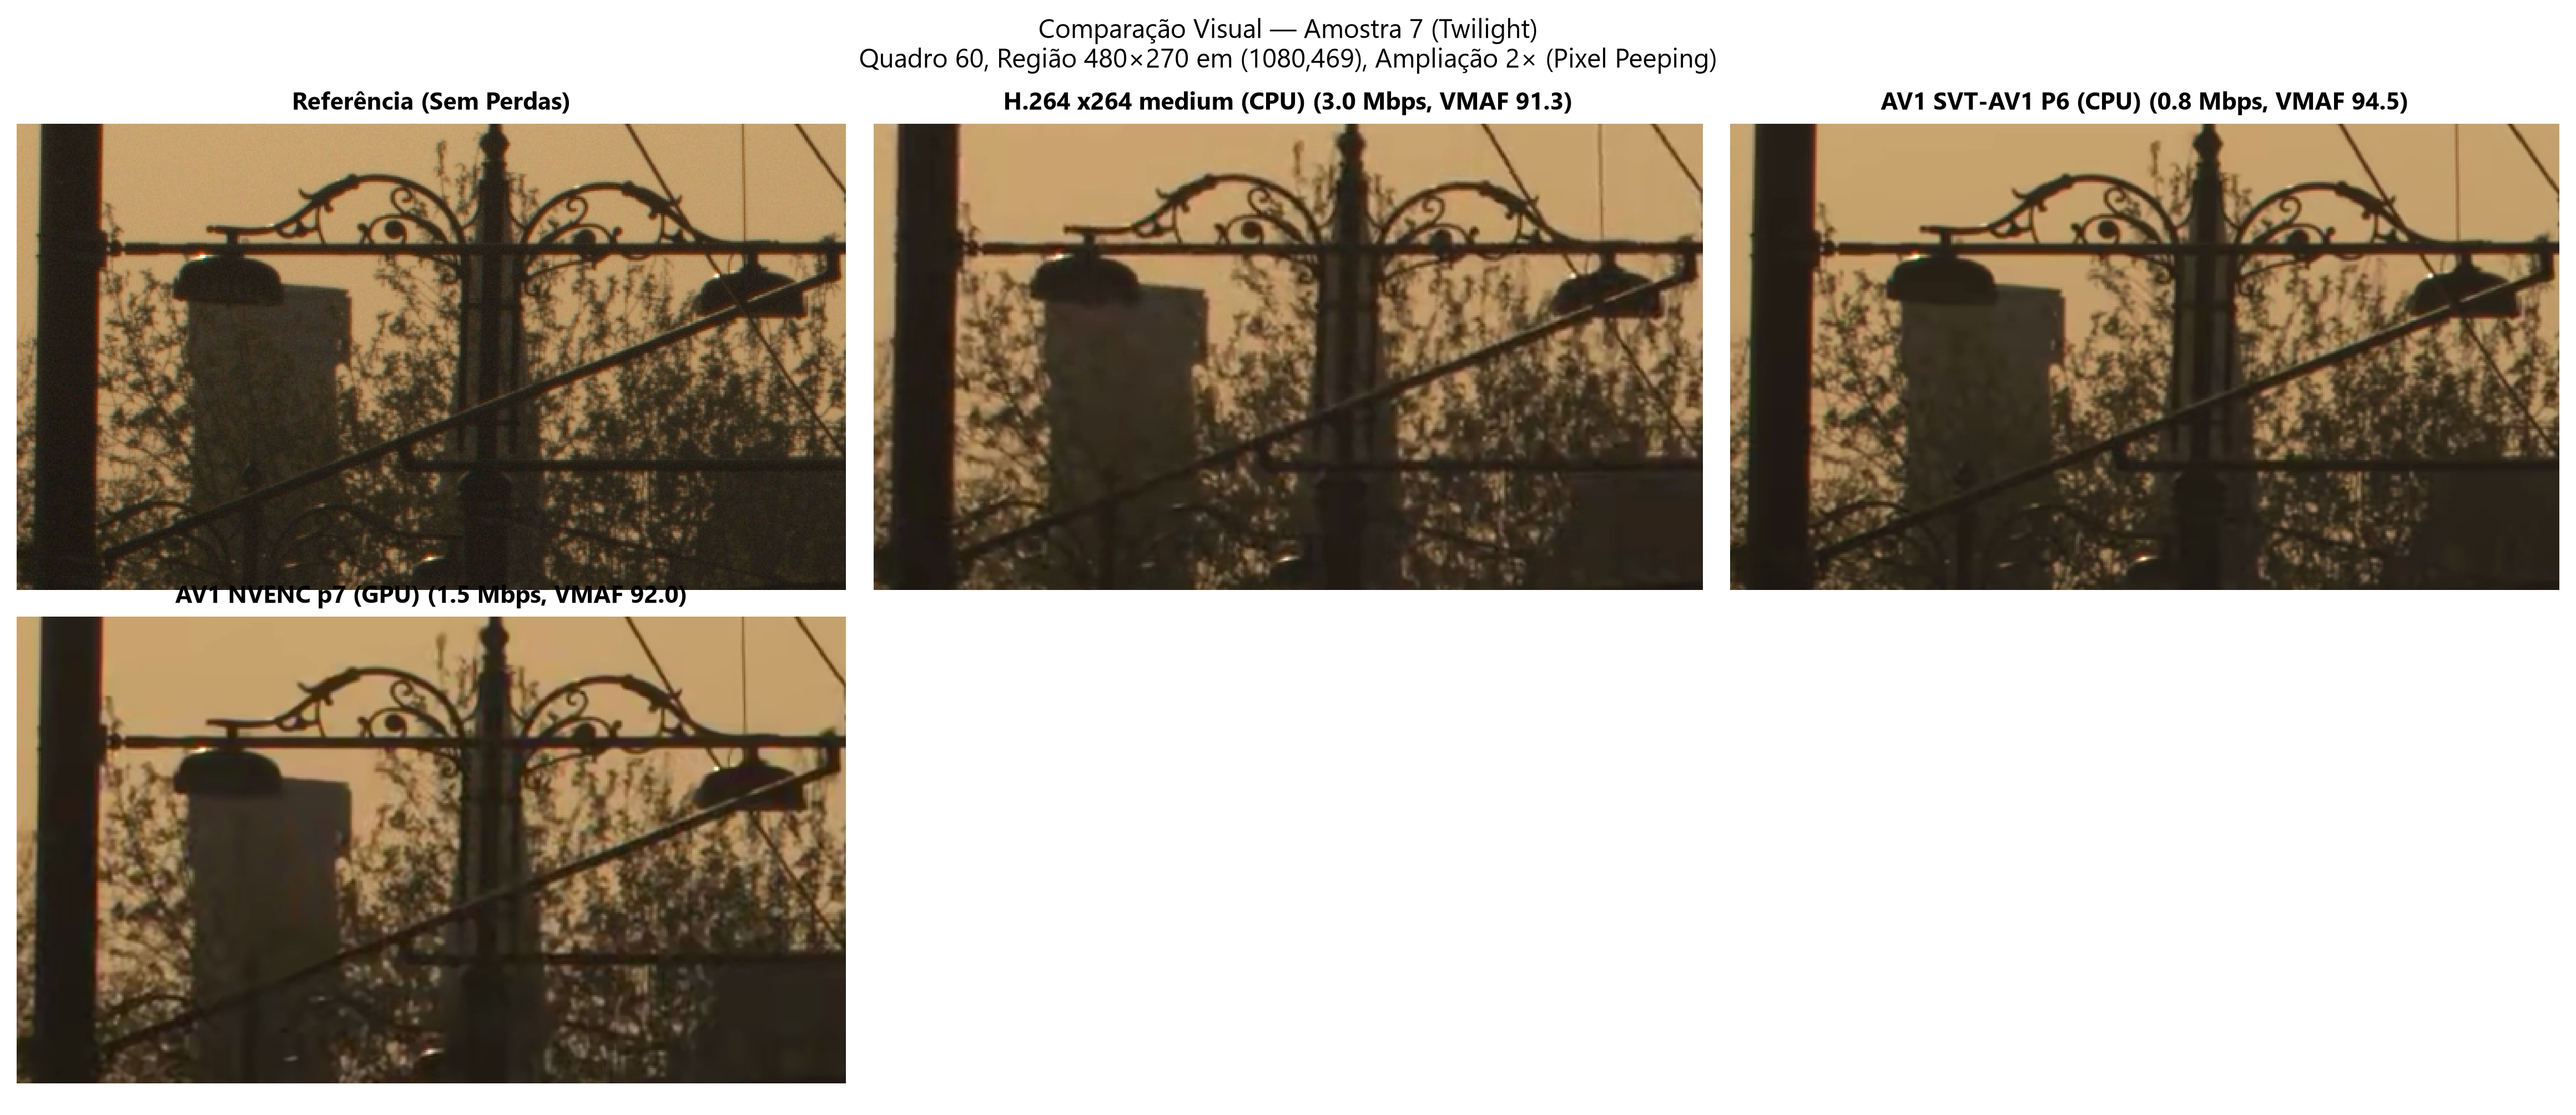 Comparação Visual — Amostra 7 (Twilight)
Quadro 60, Região 480×270 em (1080,469), Ampliação 2× (Pixel Peeping)
Referência (Sem Perdas)
H.264 x264 medium (CPU) (3.0 Mbps, VMAF 91.3)
AV1 SVT-AV1 P6 (CPU) (0.8 Mbps, VMAF 94.5)
AV1 NVENC p7 (GPU) (1.5 Mbps, VMAF 92.0)